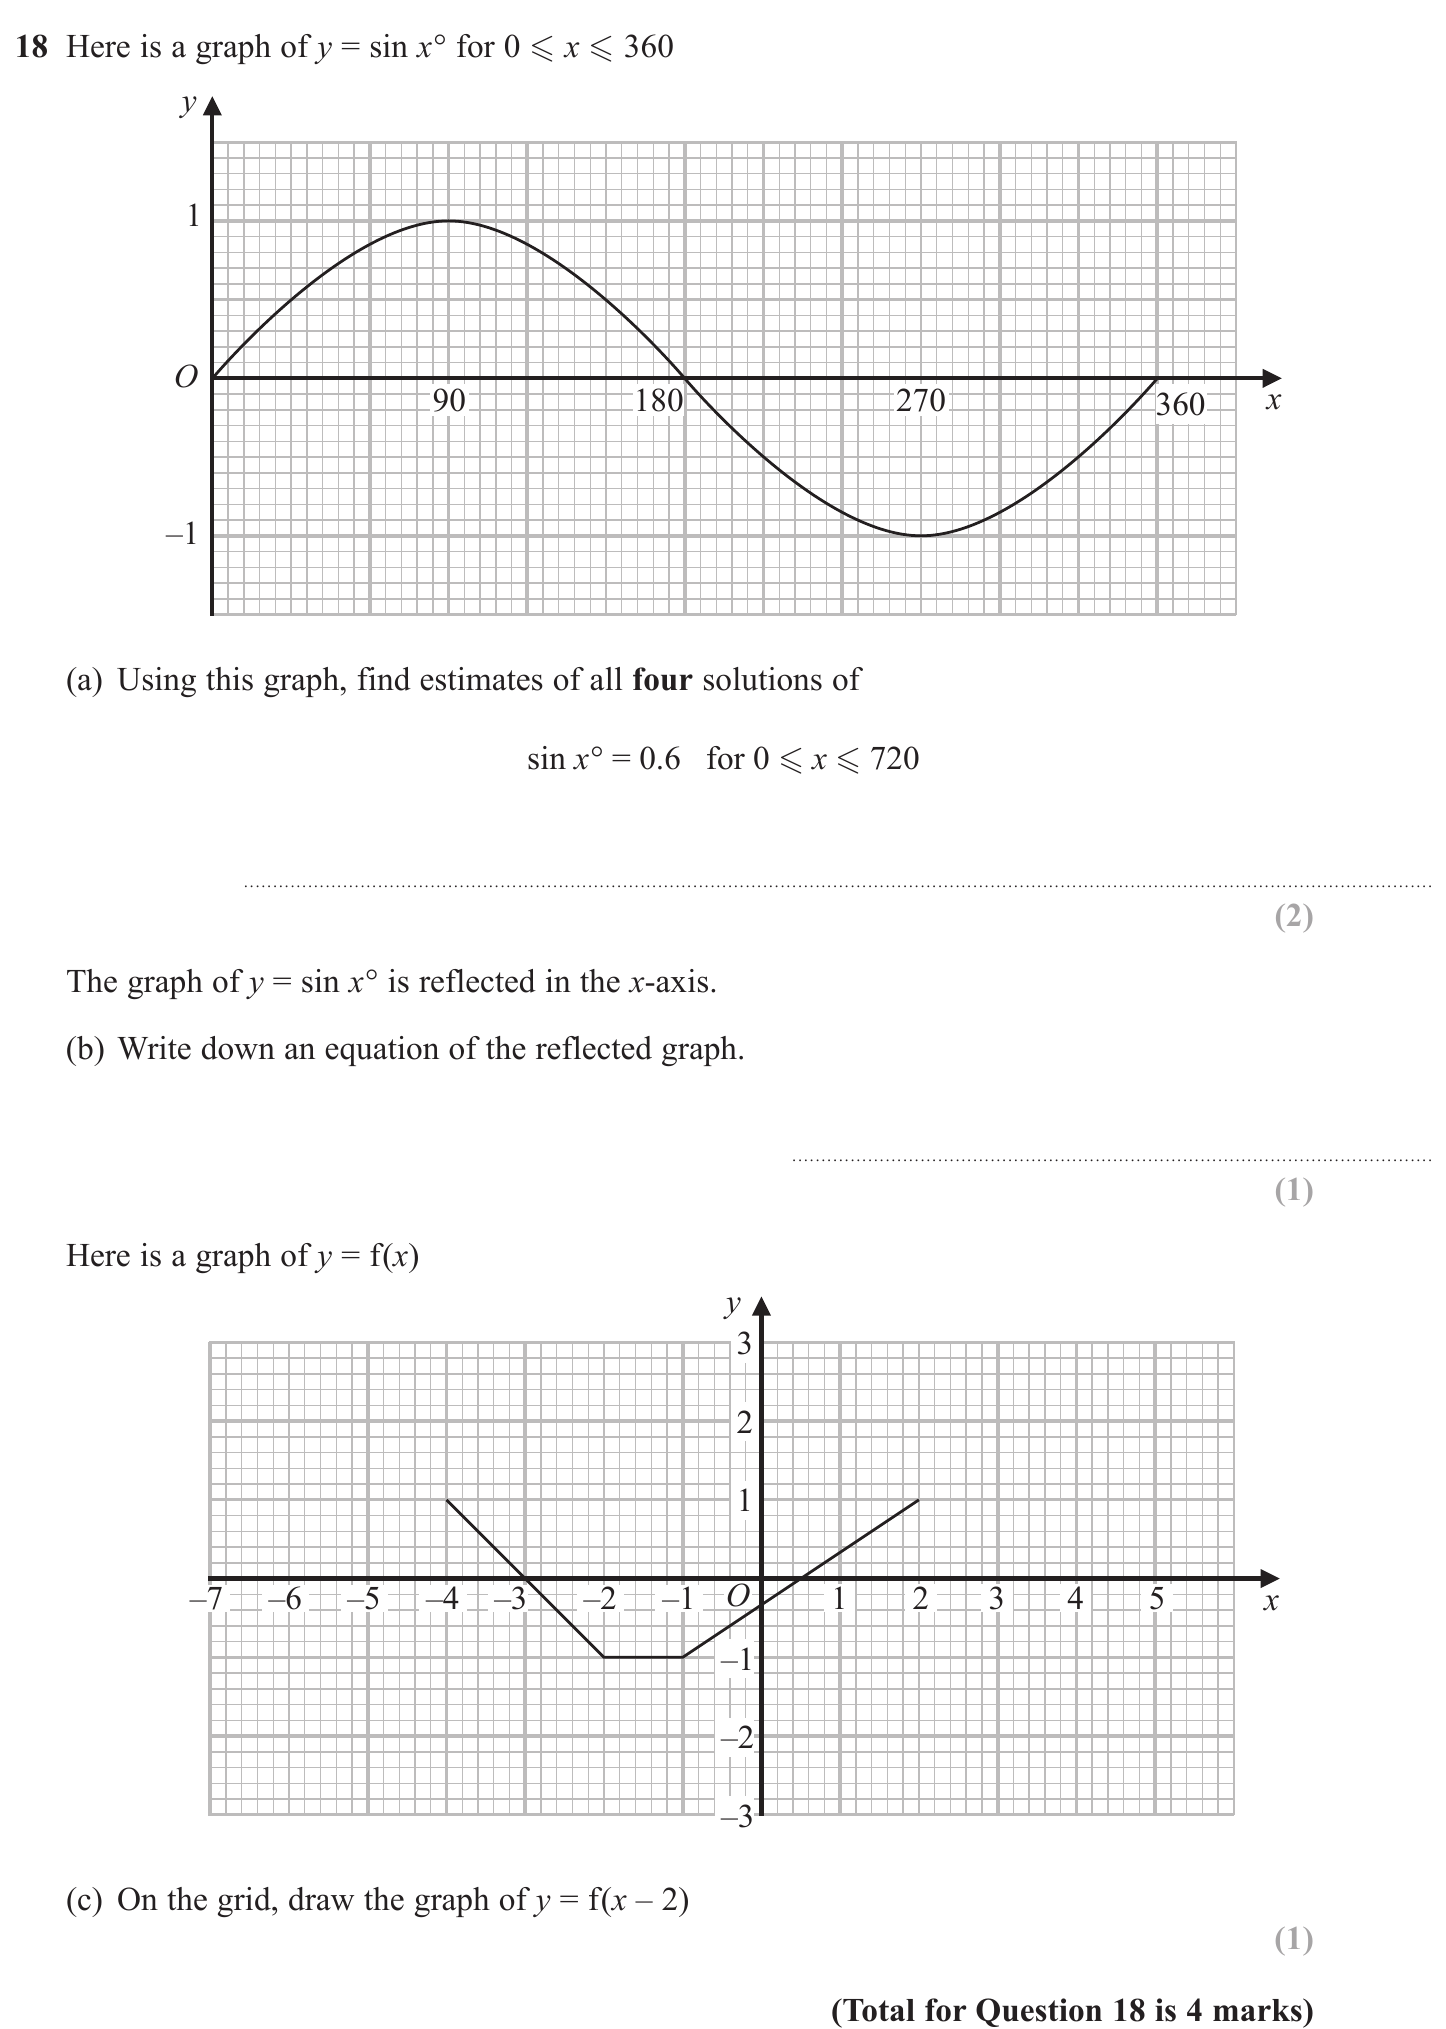 18 Here is a graph of y = sin x° for 0 ⩽ x ⩽ 360
y
1
O
90 180 270 360 x
–1
(a) Using this graph, find estimates of all four solutions of
sin x° = 0.6 for 0 ⩽ x ⩽ 720
(2)
The graph of y = sin x° is reflected in the x-axis.
(b) Write down an equation of the reflected graph.
(1)
Here is a graph of y = f(x)
y
3
2
1
–7 –6 –5 –4 –3 –2 –1 O 1 2 3 4 5 x
–1
–2
–3
(c) On the grid, draw the graph of y = f(x – 2)
(1)
(Total for Question 18 is 4 marks)